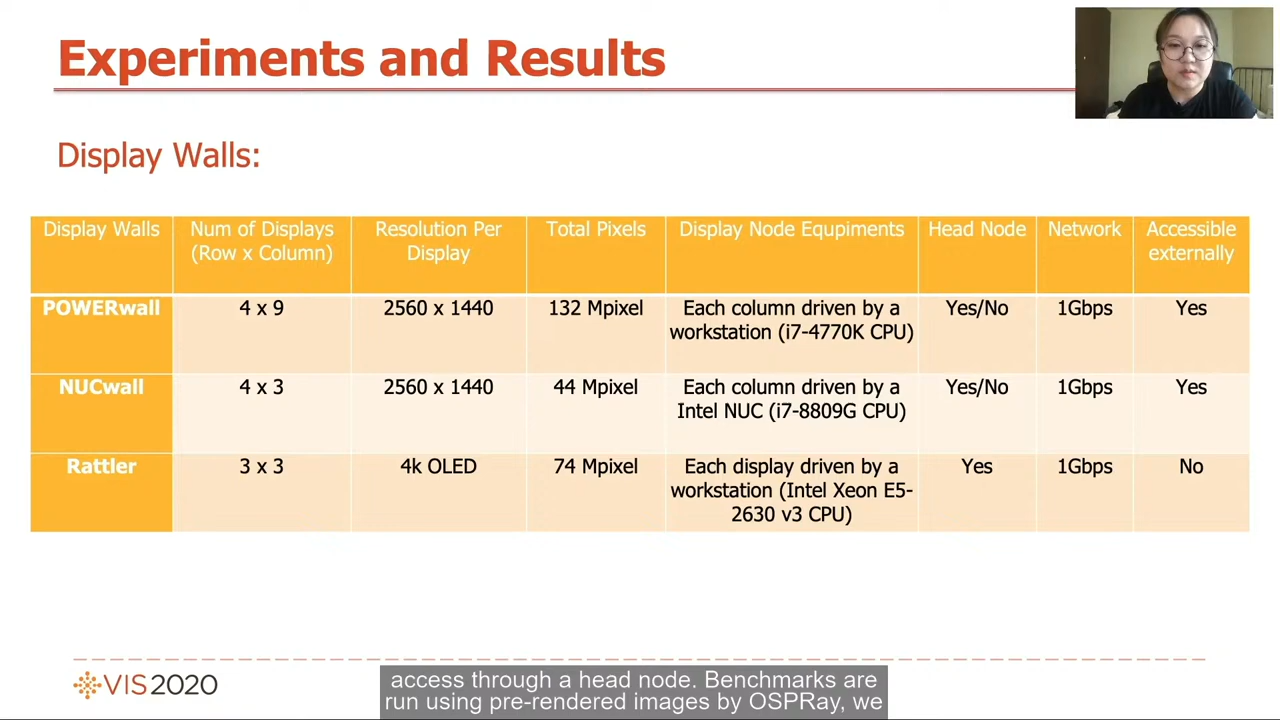 Experiments and Results
Display Walls:
Display Walls
Num of Displays
(Row x Column)
Resolution Per
Display
Total Pixels
Display Node Equpiments
Head Node
Network
Accessible
externally
POWERwall
4 x 9
2560 x 1440
132 Mpixel
Each column driven by a
workstation (i7-4770K CPU)
Yes/No
1Gbps
Yes
NUCwall
4 x 3
2560 x 1440
44 Mpixel
Each column driven by a
Intel NUC (i7-8809G CPU)
Yes/No
1Gbps
Yes
Rattler
3 x 3
4k OLED
74 Mpixel
Each display driven by a
workstation (Intel Xeon E5-
2630 v3 CPU)
Yes
1Gbps
No
VIS2020
access through a head node. Benchmarks are
run using pre-rendered images by OSPRay, we